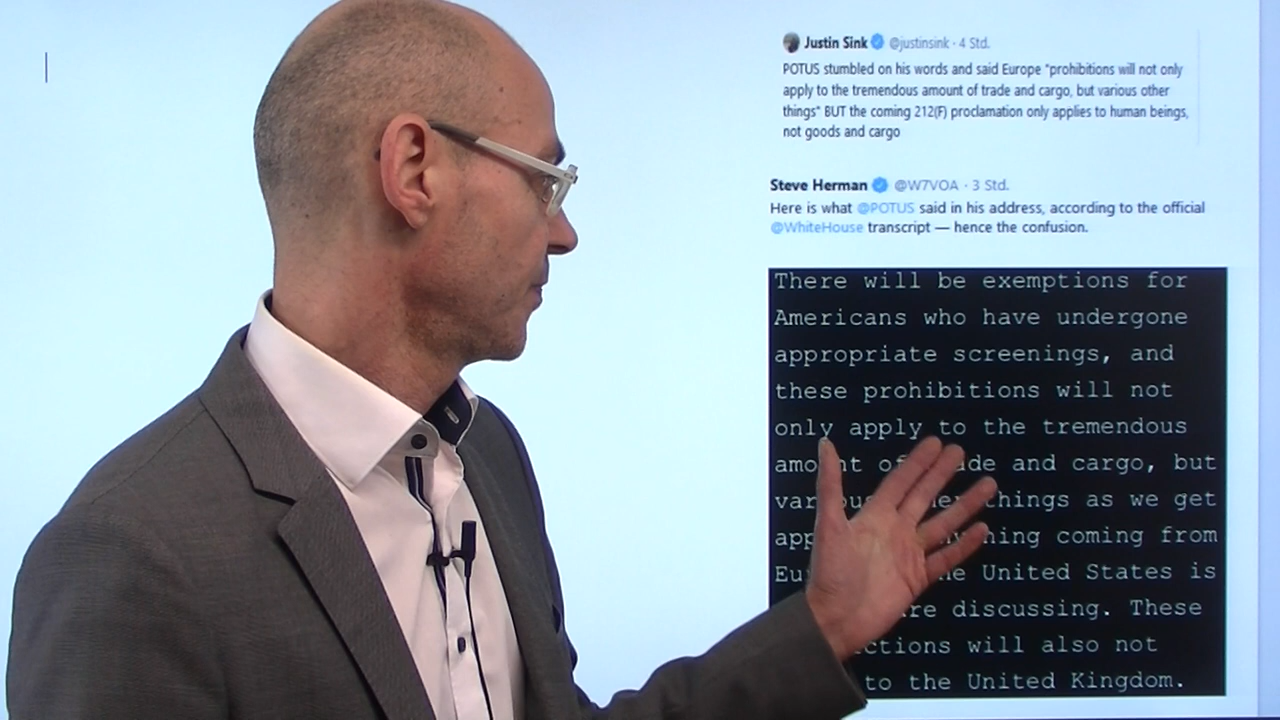 Justin Sink @justinsink · 4 Std.
POTUS stumbled on his words and said Europe "prohibitions will not only
apply to the tremendous amount of trade and cargo, but various other
things" BUT the coming 212(F) proclamation only applies to human beings,
not goods and cargo
Steve Herman @W7VOA · 3 Std.
Here is what @POTUS said in his address, according to the official
@WhiteHouse transcript — hence the confusion.
There will be exemptions for
Americans who have undergone
appropriate screenings, and
these prohibitions will not
only apply to the tremendous
and cargo, but
things as we get
coming from
United States is
discussing. These
will also not
to the United Kingdom.